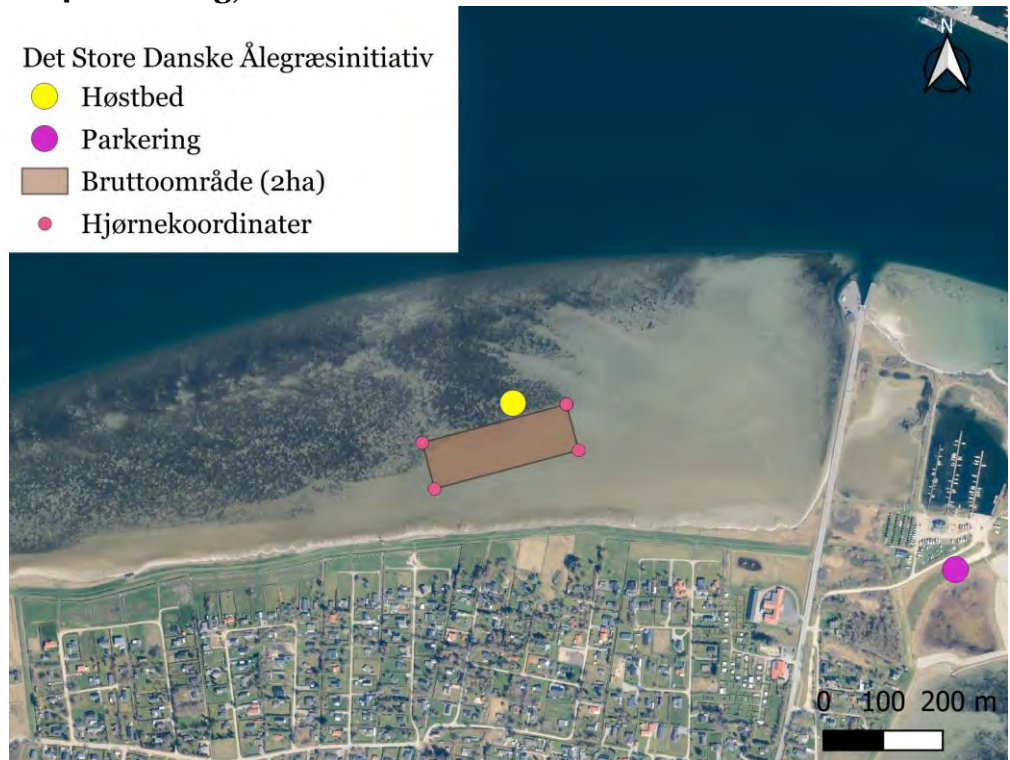 Det Store Danske Ålegræsinitiativ
Høstbed
Parkering
Bruttoområde (2ha)
Hjørnekoordinater
N
0 100 200 m